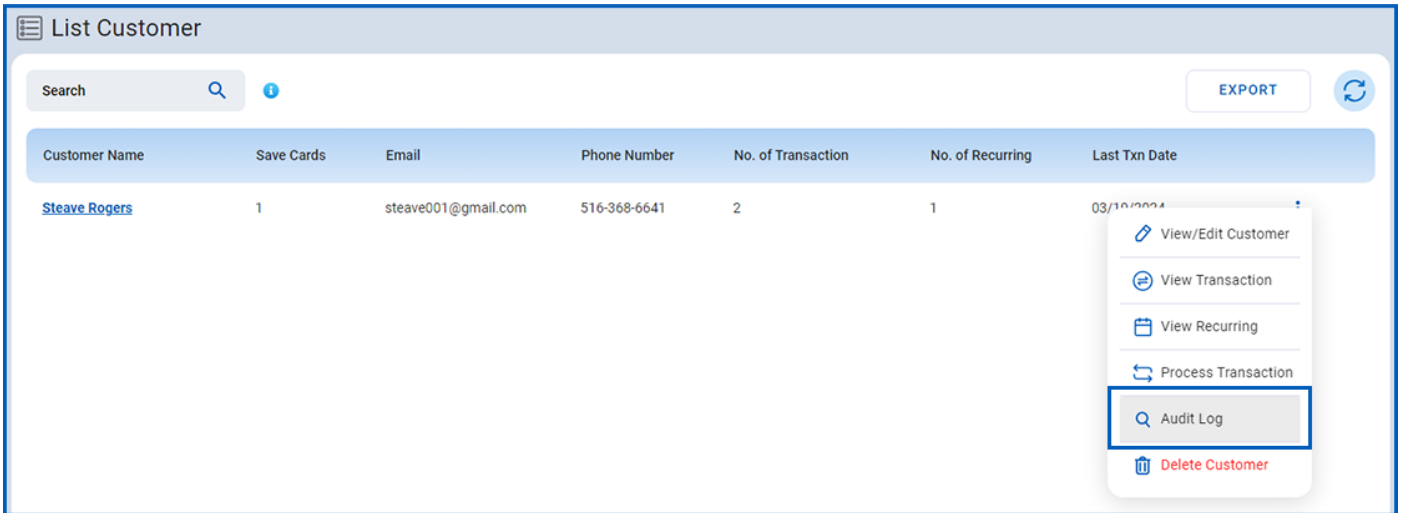 List Customer
Search
EXPORT
Customer Name Save Cards Email Phone Number No. of Transaction No. of Recurring Last Txn Date
Steave Rogers 1 steave001@gmail.com 516-368-6641 2 1
View/Edit Customer
View Transaction
View Recurring
Process Transaction
Audit Log
Delete Customer